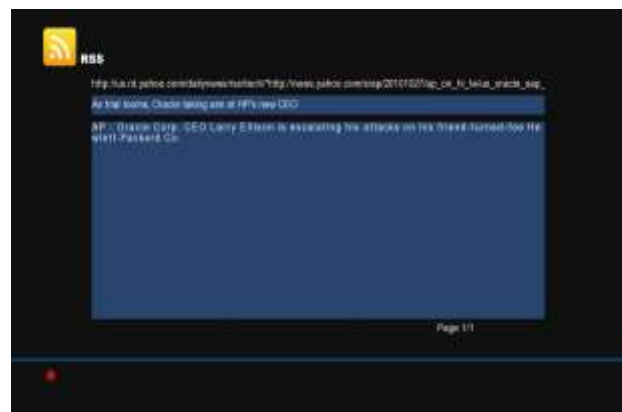 RSS
http://us.rd.yahoo.com/dailynews/rss/tech/*http://news.yahoo.com/s/ap/20101027/ap_on_hi_te/us_oracle_sap_
As trial looms, Oracle taking aim at HP's new CEO
AP - Oracle Corp. CEO Larry Ellison is escalating his attacks on his friend-turned-foe He
wlett-Packard Co.
Page 1/1